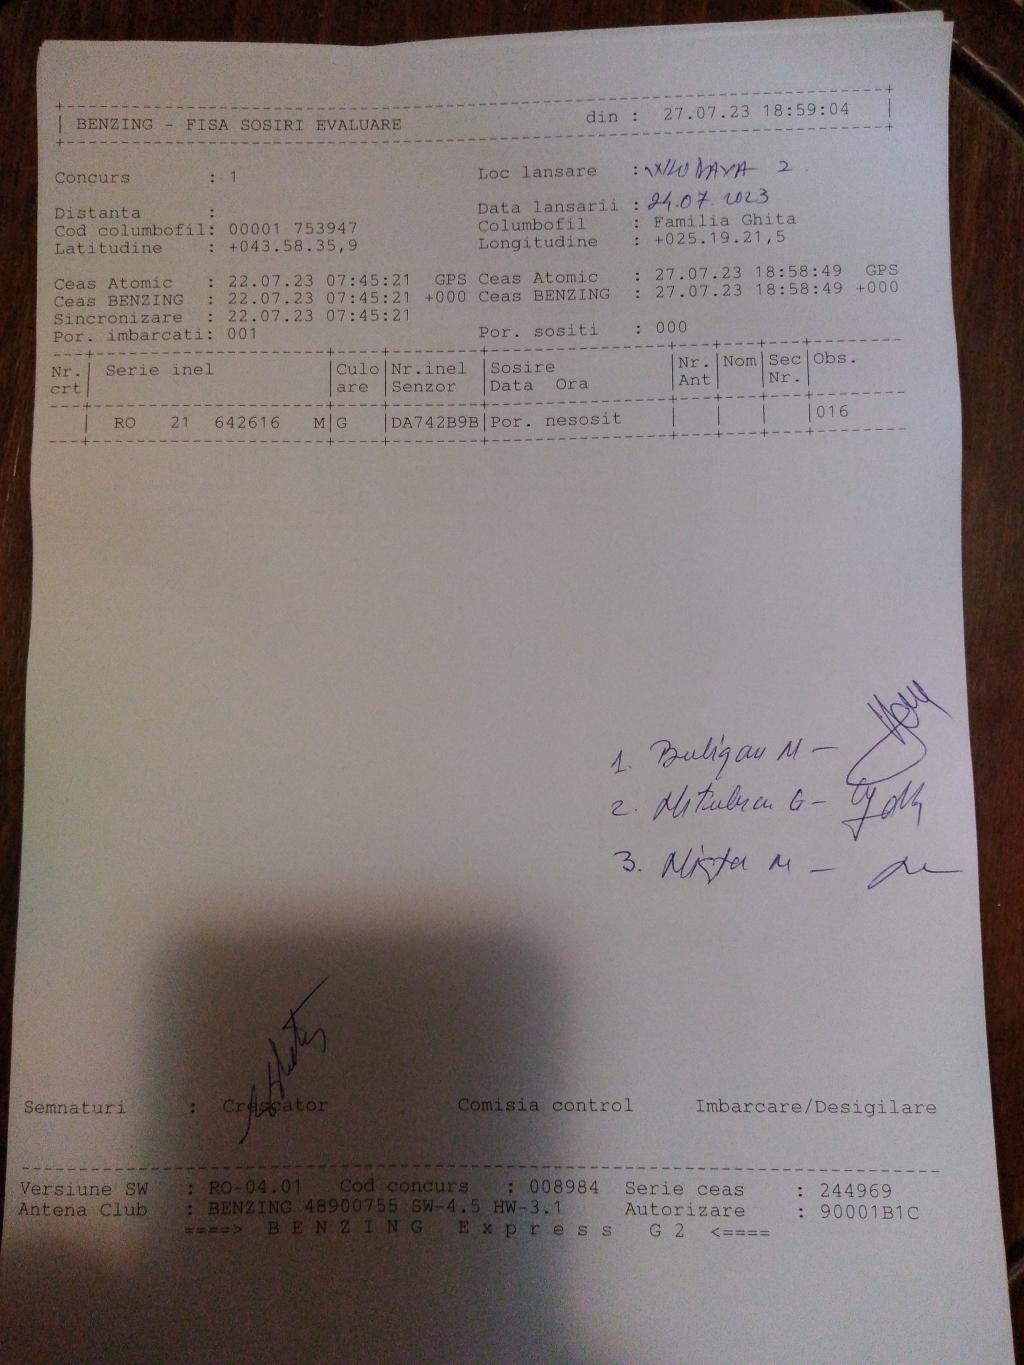 BENZING - FISA SOSIRI EVALUARE din : 27.07.23 18:59:04
Concurs : 1 Loc lansare : WLODAVA 2
Distanta : Data lansarii : 24.07.2023
Cod columbofil: 00001 753947 Columbofil : Familia Ghita
Latitudine : +043.58.35,9 Longitudine : +025.19.21,5
Ceas Atomic : 22.07.23 07:45:21 GPS Ceas Atomic : 27.07.23 18:58:49 GPS
Ceas BENZING : 22.07.23 07:45:21 +000 Ceas BENZING : 27.07.23 18:58:49 +000
Sincronizare : 22.07.23 07:45:21
Por. imbarcati: 001 Por. sositi : 000
Nr. Serie inel Culo Nr.inel Sosire Nr. Nom Sec Obs.
crt are Senzor Data Ora Ant Nr.
RO 21 642616 M G DA742B9B Por. nesosit 016
1. Buligan M –
2. G –
3. M –
Semnaturi : Crescator Comisia control Imbarcare/Desigilare
Versiune SW : RO-04.01 Cod concurs : 008984 Serie ceas : 244969
Antena Club : BENZING 48900755 SW-4.5 HW-3.1 Autorizare : 90001B1C
====> B E N Z I N G E x p r e s s G 2 <====